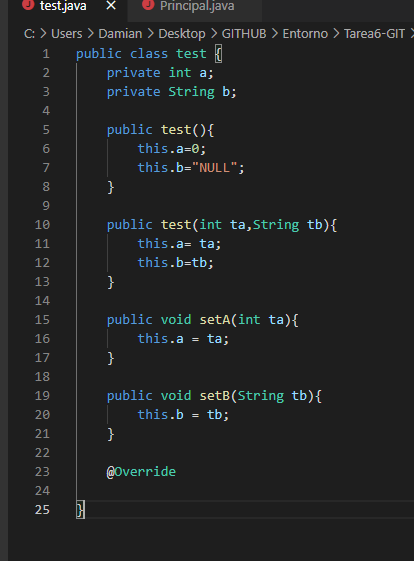 test.java Principal.java
C: > Users > Damian > Desktop > GITHUB > Entorno > Tarea6-GIT
1 public class test {
2     private int a;
3     private String b;
4
5     public test(){
6         this.a=0;
7         this.b="NULL";
8     }
9
10     public test(int ta,String tb){
11         this.a= ta;
12         this.b=tb;
13     }
14
15     public void setA(int ta){
16         this.a = ta;
17     }
18
19     public void setB(String tb){
20         this.b = tb;
21     }
22
23     @Override
24
25 }